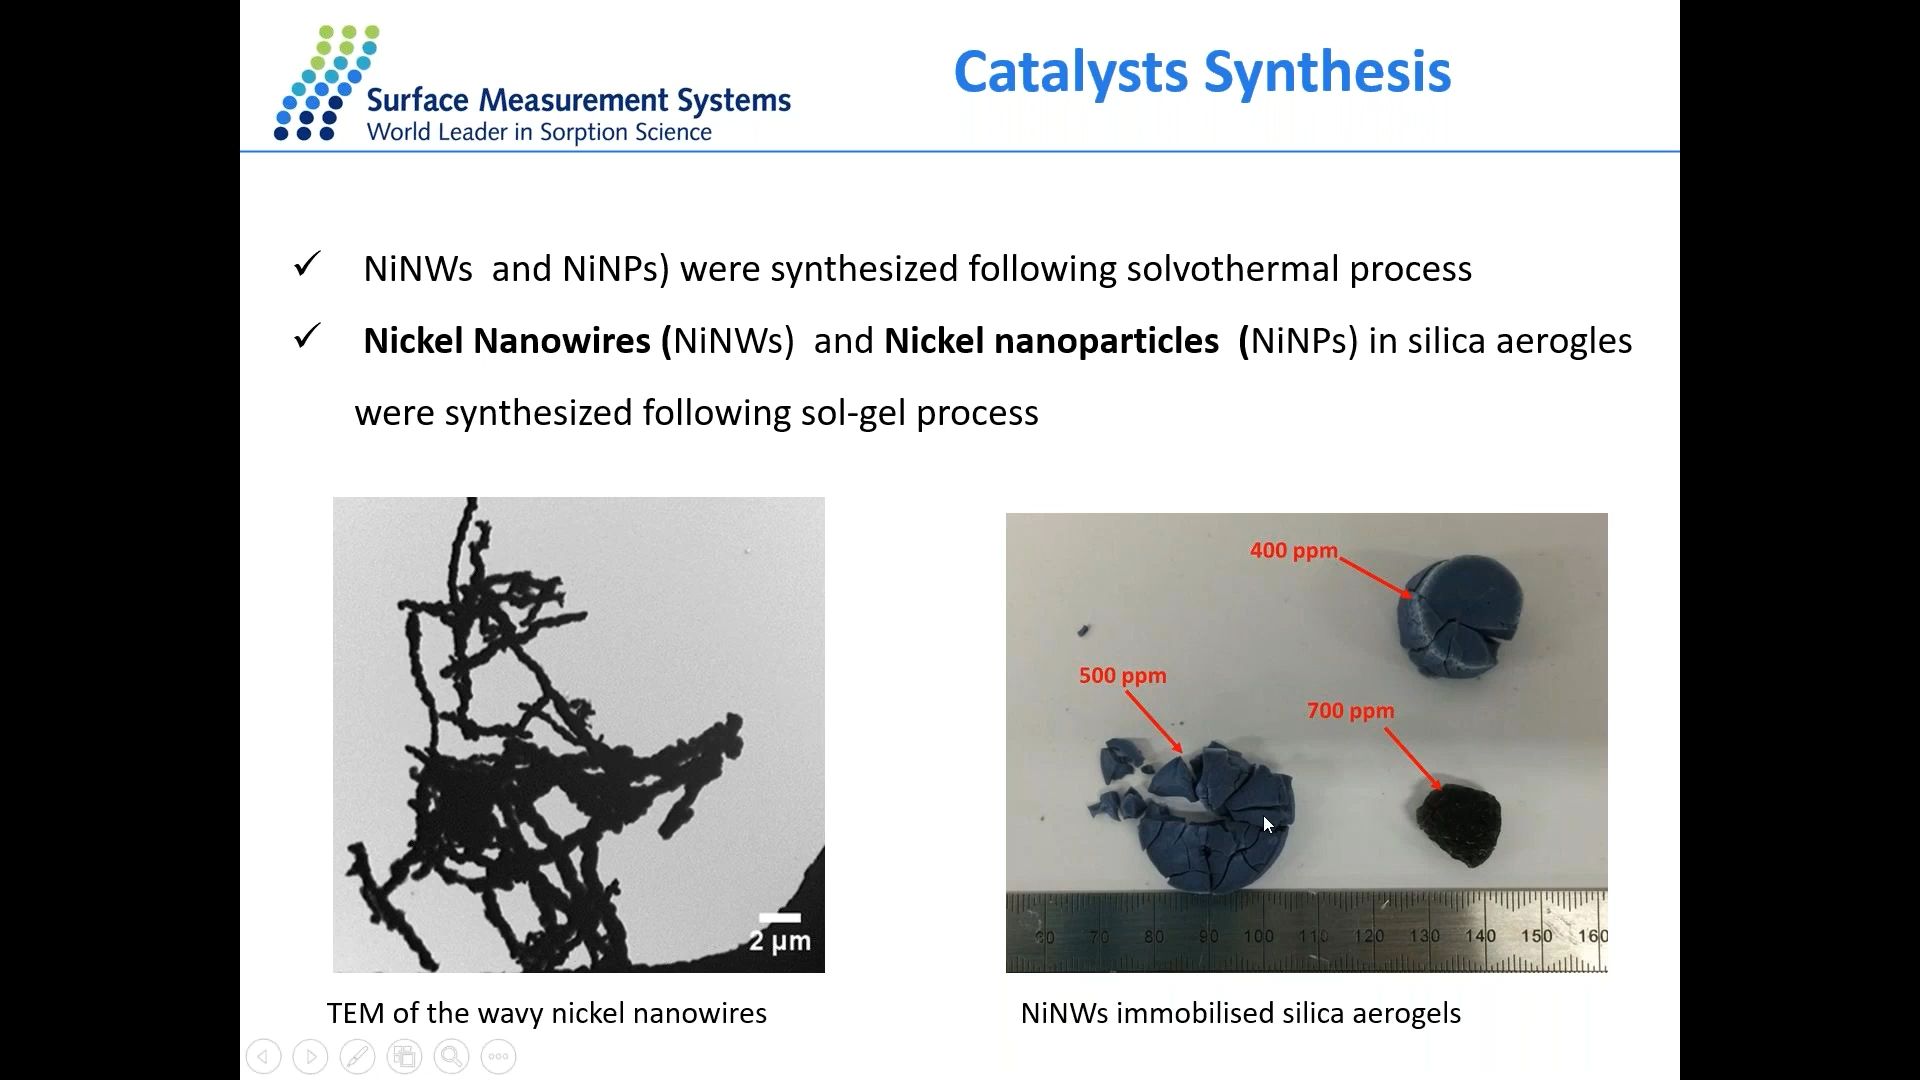 Surface Measurement Systems
World Leader in Sorption Science
Catalysts Synthesis
✓ NiNWs and NiNPs) were synthesized following solvothermal process
✓ Nickel Nanowires (NiNWs) and Nickel nanoparticles (NiNPs) in silica aerogles
were synthesized following sol-gel process
2 µm
400 ppm
500 ppm
700 ppm
60 70 80 90 100 110 120 130 140 150 160
TEM of the wavy nickel nanowires
NiNWs immobilised silica aerogels